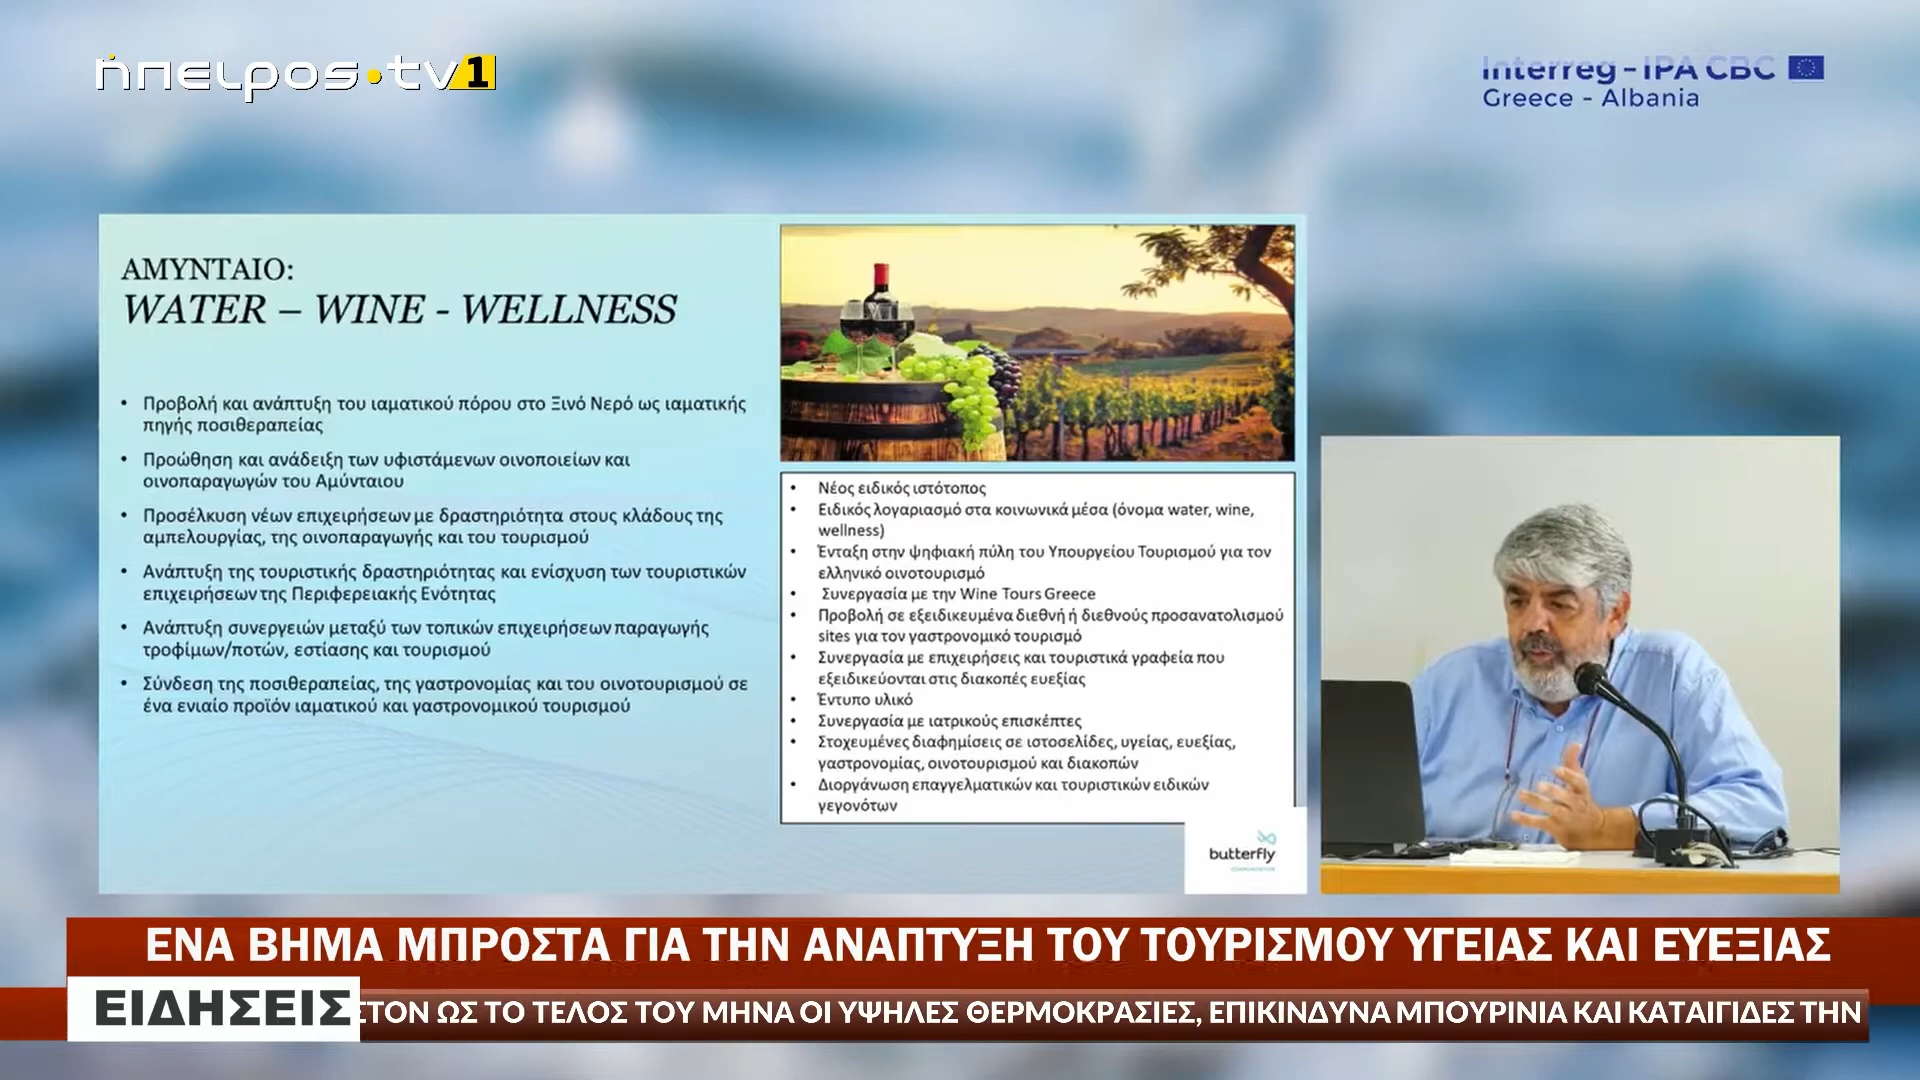 ήπειρος·tv1
Interreg - IPA CBC
Greece - Albania
ΑΜΥΝΤΑΙΟ:
WATER – WINE - WELLNESS
• Προβολή και ανάπτυξη του ιαματικού πόρου στο Ξινό Νερό ως ιαματικής
πηγής ποσιθεραπείας
• Προώθηση και ανάδειξη των υφιστάμενων οινοποιείων και
οινοπαραγωγών του Αμύνταιου
• Προσέλκυση νέων επιχειρήσεων με δραστηριότητα στους κλάδους της
αμπελουργίας, της οινοπαραγωγής και του τουρισμού
• Ανάπτυξη της τουριστικής δραστηριότητας και ενίσχυση των τουριστικών
επιχειρήσεων της Περιφερειακής Ενότητας
• Ανάπτυξη συνεργειών μεταξύ των τοπικών επιχειρήσεων παραγωγής
τροφίμων/ποτών, εστίασης και τουρισμού
• Σύνδεση της ποσιθεραπείας, της γαστρονομίας και του οινοτουρισμού σε
ένα ενιαίο προϊόν ιαματικού και γαστρονομικού τουρισμού
• Νέος ειδικός ιστότοπος
• Ειδικός λογαριασμό στα κοινωνικά μέσα (όνομα water, wine,
wellness)
• Ένταξη στην ψηφιακή πύλη του Υπουργείου Τουρισμού για τον
ελληνικό οινοτουρισμό
• Συνεργασία με την Wine Tours Greece
• Προβολή σε εξειδικευμένα διεθνή ή διεθνούς προσανατολισμού
sites για τον γαστρονομικό τουρισμό
• Συνεργασία με επιχειρήσεις και τουριστικά γραφεία που
εξειδικεύονται στις διακοπές ευεξίας
• Έντυπο υλικό
• Συνεργασία με ιατρικούς επισκέπτες
• Στοχευμένες διαφημίσεις σε ιστοσελίδες, υγείας, ευεξίας,
γαστρονομίας, οινοτουρισμού και διακοπών
• Διοργάνωση επαγγελματικών και τουριστικών ειδικών
γεγονότων
butterfly
ΕΝΑ ΒΗΜΑ ΜΠΡΟΣΤΑ ΓΙΑ ΤΗΝ ΑΝΑΠΤΥΞΗ ΤΟΥ ΤΟΥΡΙΣΜΟΥ ΥΓΕΙΑΣ ΚΑΙ ΕΥΕΞΙΑΣ
ΕΙΔΗΣΕΙΣ
ΣΤΟΝ ΩΣ ΤΟ ΤΕΛΟΣ ΤΟΥ ΜΗΝΑ ΟΙ ΥΨΗΛΕΣ ΘΕΡΜΟΚΡΑΣΙΕΣ, ΕΠΙΚΙΝΔΥΝΑ ΜΠΟΥΡΙΝΙΑ ΚΑΙ ΚΑΤΑΙΓΙΔΕΣ ΤΗΝ